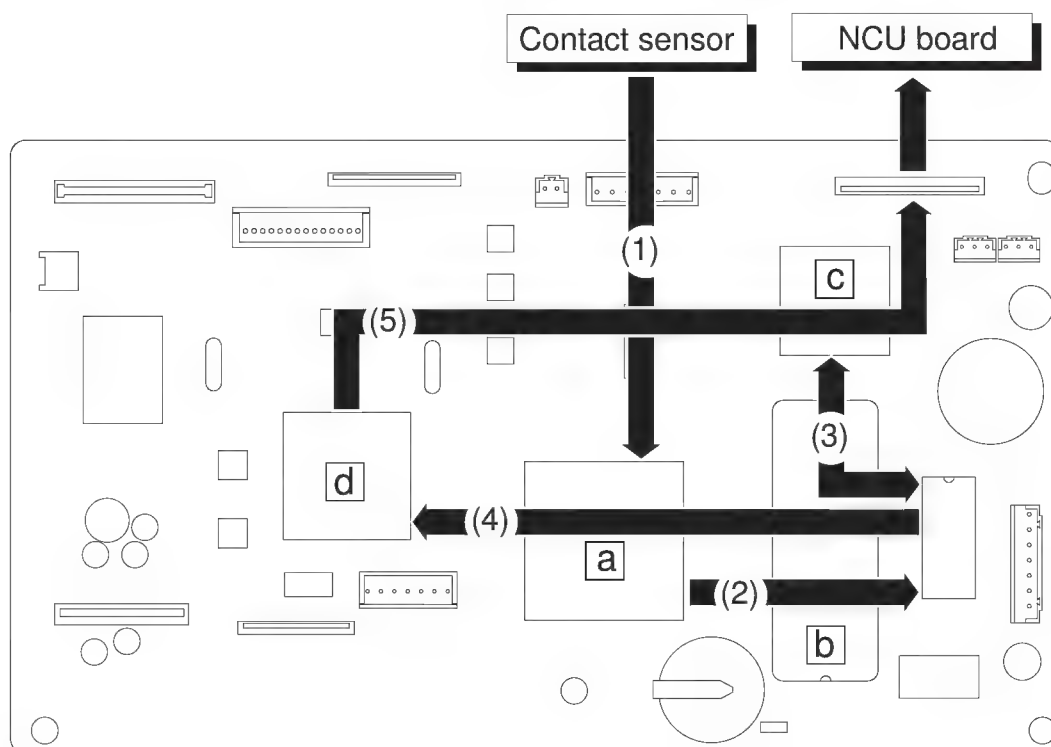 Contact sensor
NCU board
(1)
c
(5)
(3)
d
(4)
a
(2)
b